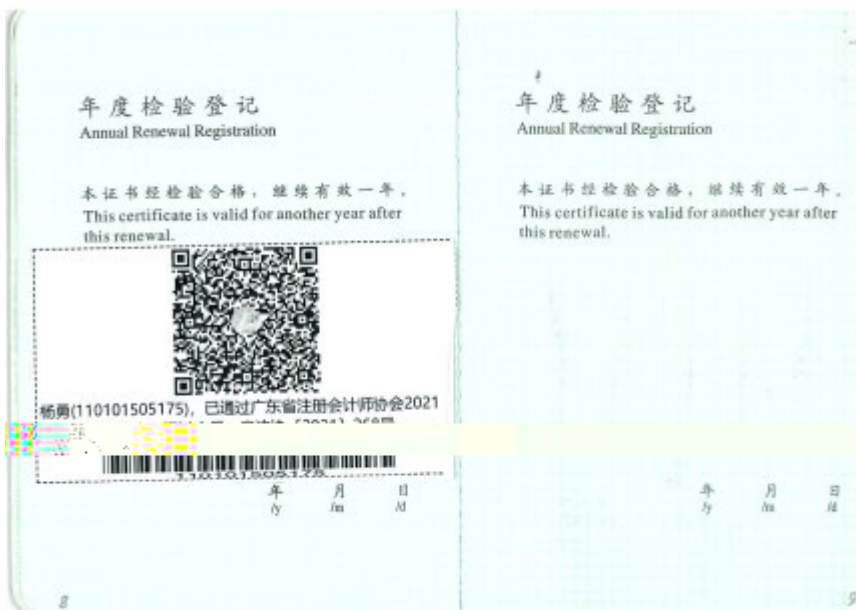 年度检验登记
Annual Renewal Registration
本证书经检验合格，继续有效一年。
This certificate is valid for another year after
this renewal.
杨勇(110101505175)，已通过广东省注册会计师协会2021
110101505175
年 月 日
/y /m /d
8
年度检验登记
Annual Renewal Registration
本证书经检验合格，继续有效一年。
This certificate is valid for another year after
this renewal.
年 月 日
/y /m /d
9